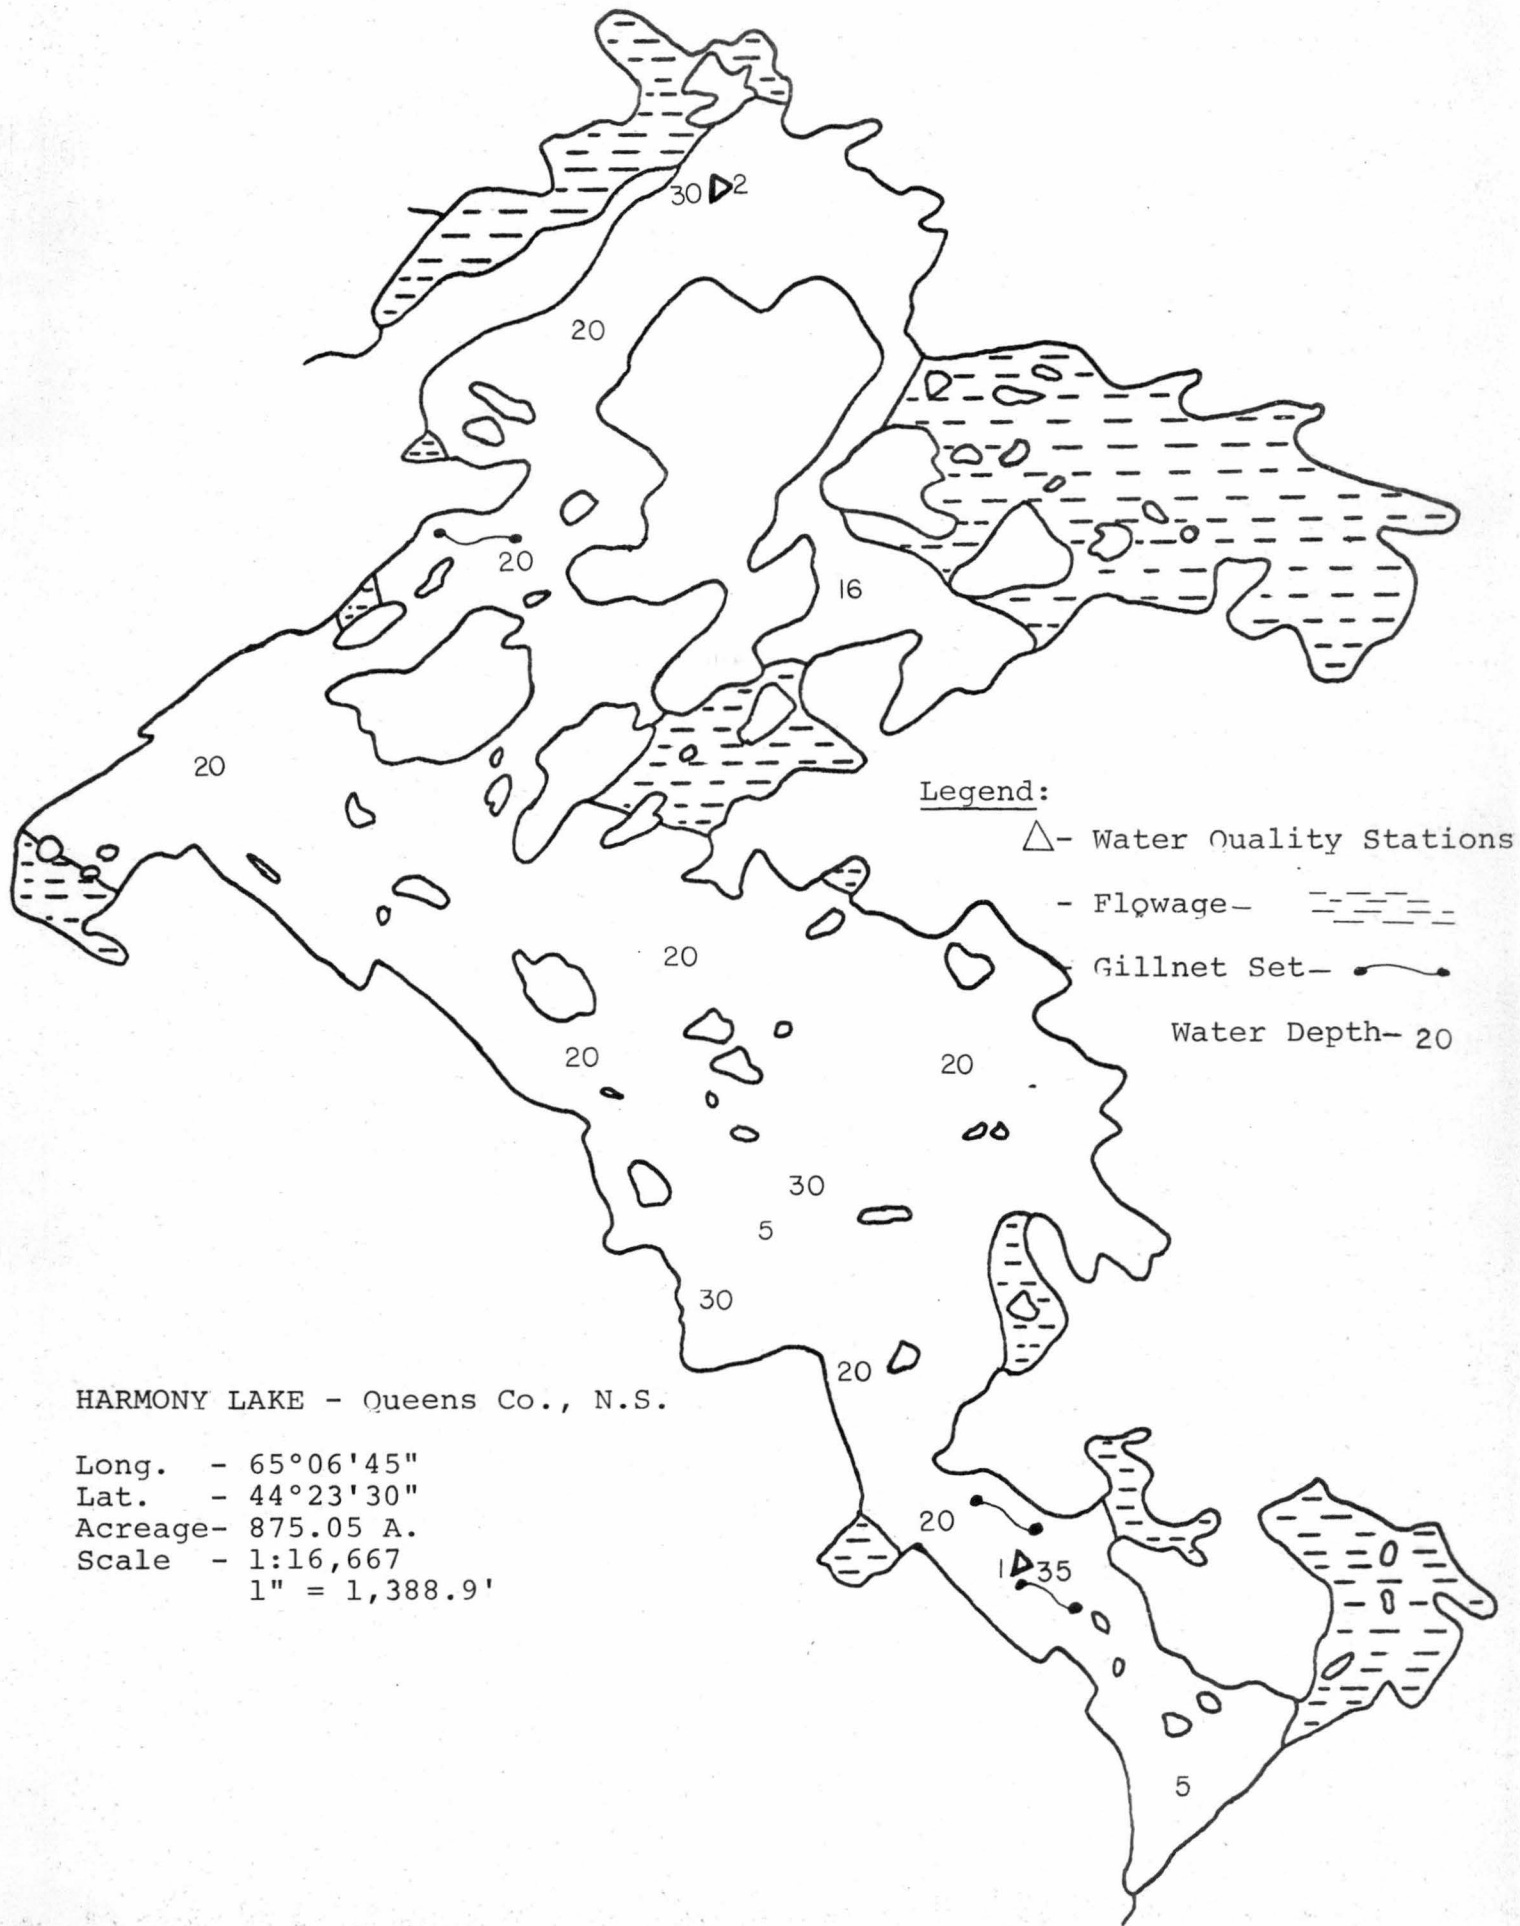 30 2
20
20
16
20
Legend:
- Water Quality Stations
- Flowage-
- Gillnet Set-
Water Depth- 20
20
20
20
30
5
30
20
HARMONY LAKE - Queens Co., N.S.
Long. - 65°06'45"
Lat. - 44°23'30"
Acreage- 875.05 A.
Scale - 1:16,667
1" = 1,388.9'
20
1 35
5